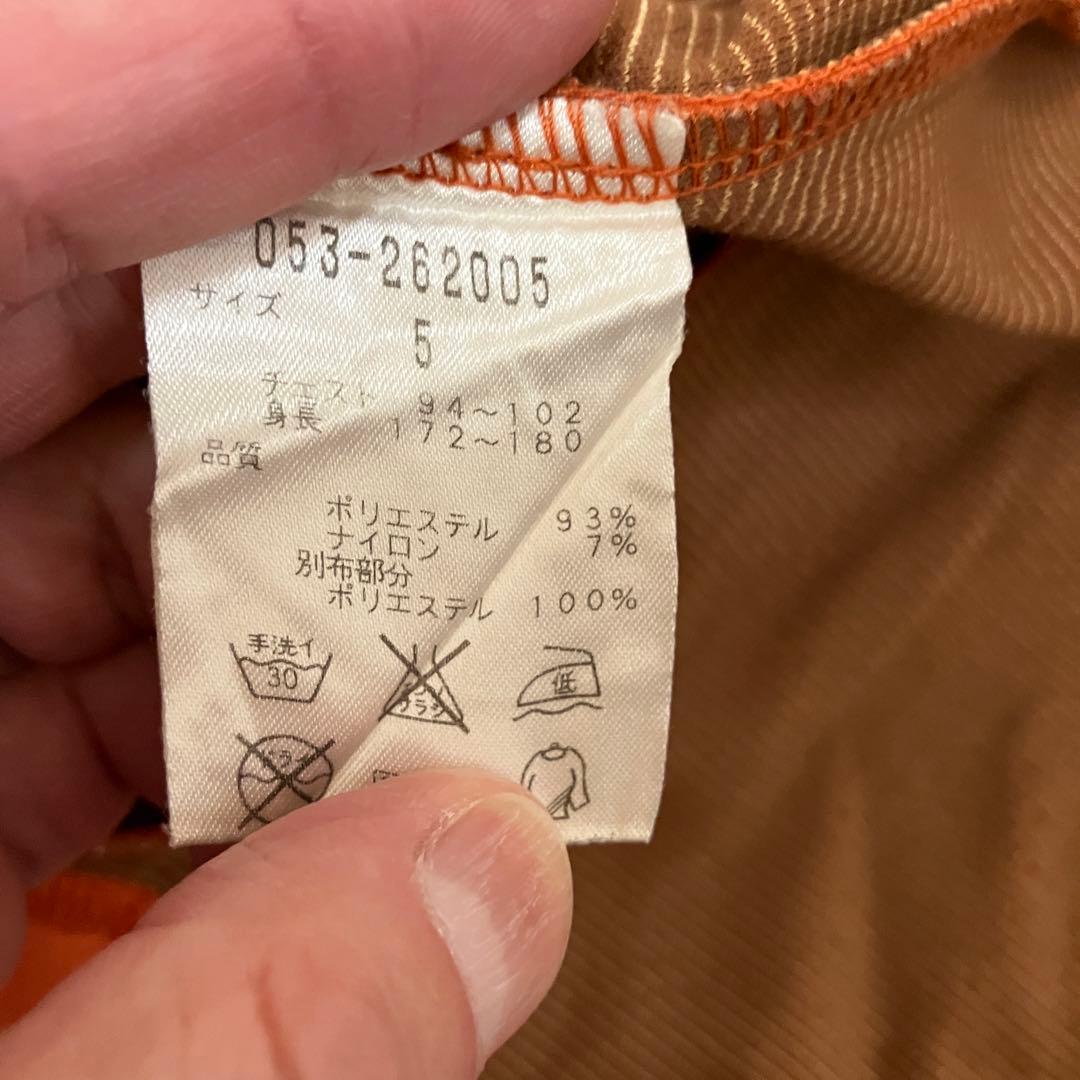 053-262005
サイズ
5
チェスト 94~102
身長 172~180
品質
ポリエステル 93%
ナイロン 7%
別布部分
ポリエステル 100%
手洗イ
30
低